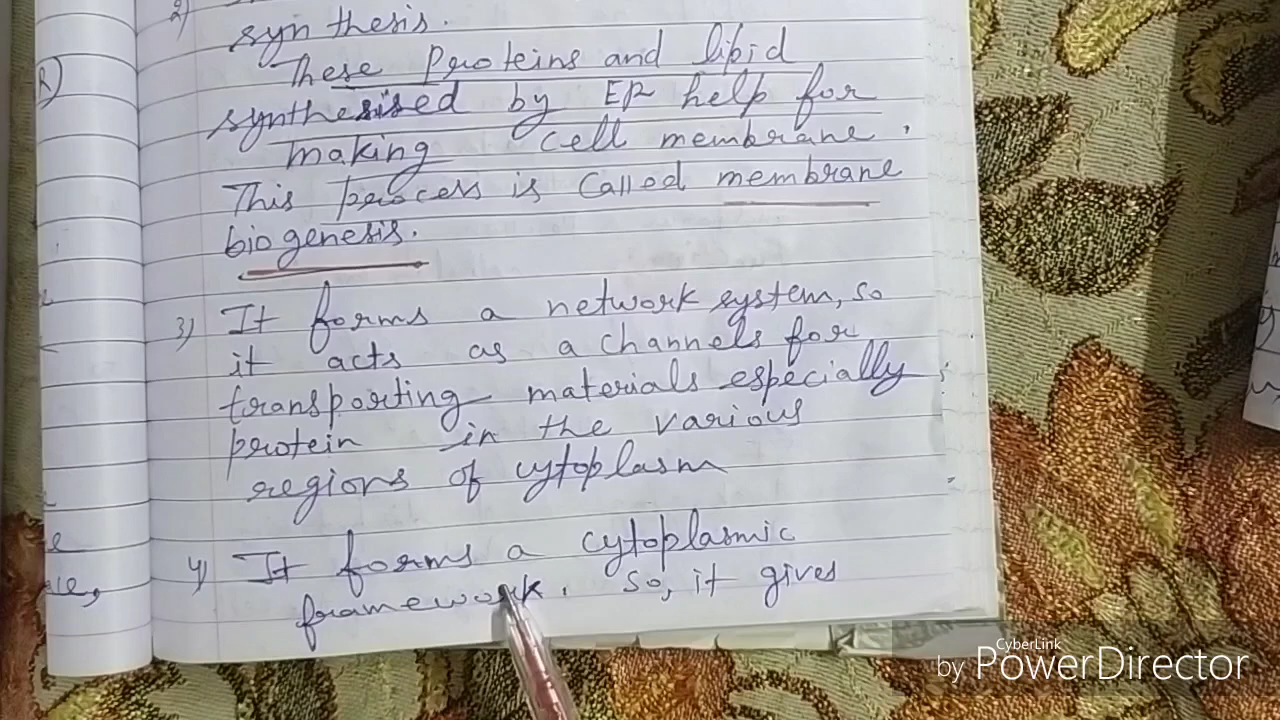 2)
synthesis.
These Proteins and lipid
synthesised by ER help for
making cell membrane.
This process is called membrane
biogenesis.
3) It forms a network system, so
it acts as a channels for
transporting materials especially
protein in the various
regions of cytoplasm
4) It forms a cytoplasmic
framework. so, it gives
R)
CyberLink
by PowerDirector